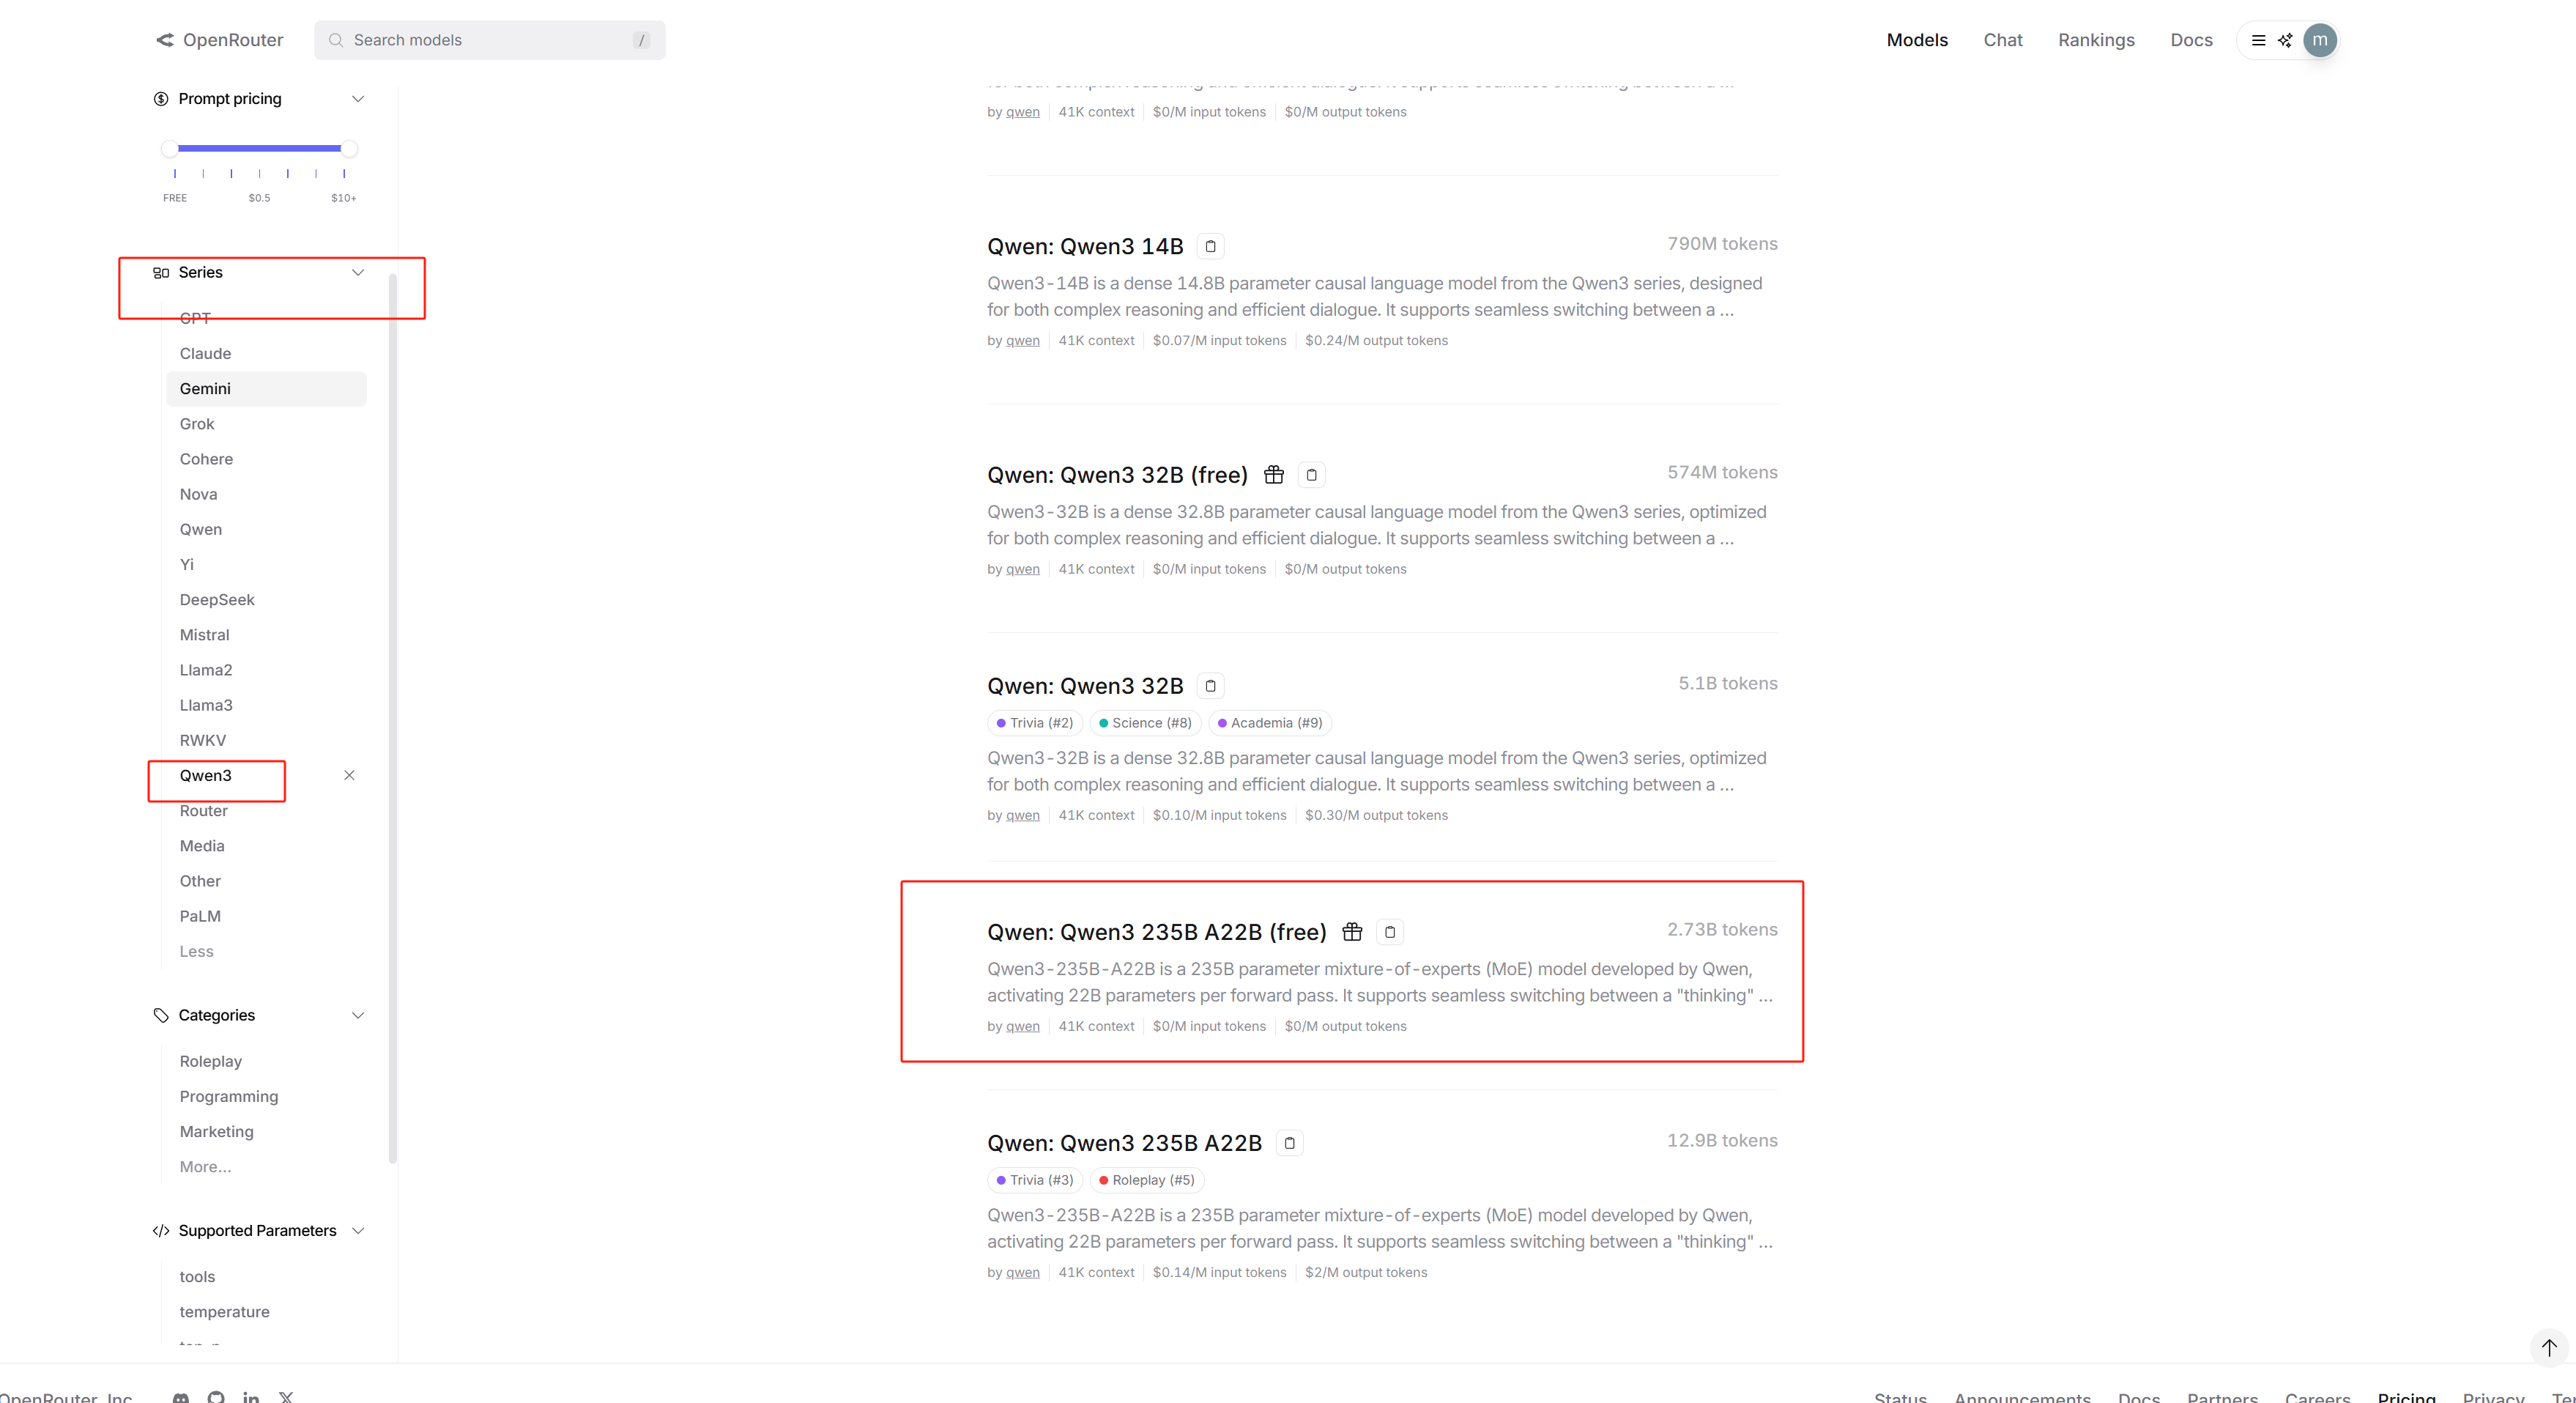 OpenRouter
Search models
/
Models
Chat
Rankings
Docs
m
Prompt pricing
FREE
$0.5
$10+
Series
GPT
Claude
Gemini
Grok
Cohere
Nova
Qwen
Yi
DeepSeek
Mistral
Llama2
Llama3
RWKV
Qwen3
Router
Media
Other
PaLM
Less
Categories
Roleplay
Programming
Marketing
More...
Supported Parameters
tools
temperature
for both complex reasoning and efficient dialogue. It supports seamless switching between a ...
by qwen
41K context
$0/M input tokens
$0/M output tokens
Qwen: Qwen3 14B
790M tokens
Qwen3-14B is a dense 14.8B parameter causal language model from the Qwen3 series, designed
for both complex reasoning and efficient dialogue. It supports seamless switching between a ...
by qwen
41K context
$0.07/M input tokens
$0.24/M output tokens
Qwen: Qwen3 32B (free)
574M tokens
Qwen3-32B is a dense 32.8B parameter causal language model from the Qwen3 series, optimized
for both complex reasoning and efficient dialogue. It supports seamless switching between a ...
by qwen
41K context
$0/M input tokens
$0/M output tokens
Qwen: Qwen3 32B
5.1B tokens
Trivia (#2)
Science (#8)
Academia (#9)
Qwen3-32B is a dense 32.8B parameter causal language model from the Qwen3 series, optimized
for both complex reasoning and efficient dialogue. It supports seamless switching between a ...
by qwen
41K context
$0.10/M input tokens
$0.30/M output tokens
Qwen: Qwen3 235B A22B (free)
2.73B tokens
Qwen3-235B-A22B is a 235B parameter mixture-of-experts (MoE) model developed by Qwen,
activating 22B parameters per forward pass. It supports seamless switching between a "thinking" ...
by qwen
41K context
$0/M input tokens
$0/M output tokens
Qwen: Qwen3 235B A22B
12.9B tokens
Trivia (#3)
Roleplay (#5)
Qwen3-235B-A22B is a 235B parameter mixture-of-experts (MoE) model developed by Qwen,
activating 22B parameters per forward pass. It supports seamless switching between a "thinking" ...
by qwen
41K context
$0.14/M input tokens
$2/M output tokens
OpenRouter, Inc
Status
Announcements
Docs
Partners
Careers
Pricing
Privacy